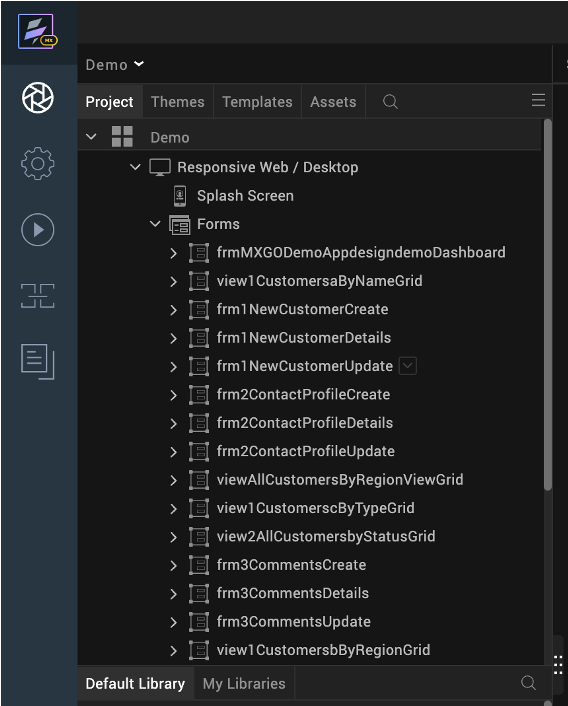 MX
Demo
Project Themes Templates Assets
Demo
Responsive Web / Desktop
Splash Screen
Forms
frmMXGODemoAppdesigndemoDashboard
view1CustomersaByNameGrid
frm1NewCustomerCreate
frm1NewCustomerDetails
frm1NewCustomerUpdate
frm2ContactProfileCreate
frm2ContactProfileDetails
frm2ContactProfileUpdate
viewAllCustomersByRegionViewGrid
view1CustomerscByTypeGrid
view2AllCustomersbyStatusGrid
frm3CommentsCreate
frm3CommentsDetails
frm3CommentsUpdate
view1CustomersbByRegionGrid
Default Library My Libraries